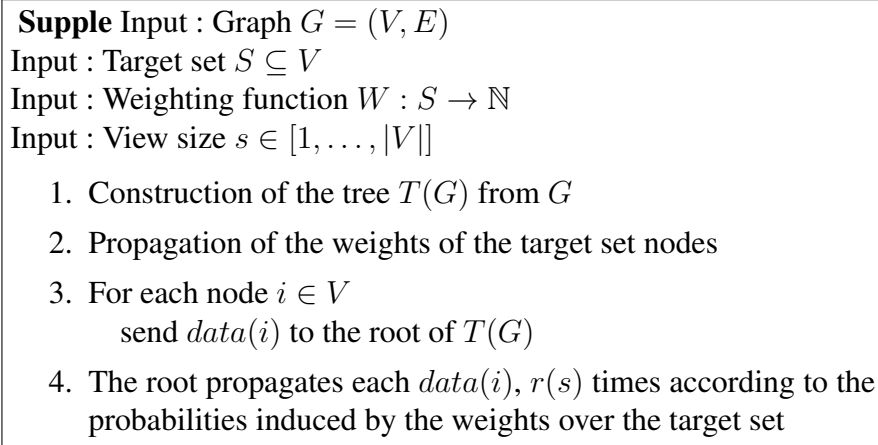 Supple Input : Graph G = (V, E)
Input : Target set S ⊆ V
Input : Weighting function W : S → ℕ
Input : View size s ∈ [1, . . . , |V|]
1. Construction of the tree T(G) from G
2. Propagation of the weights of the target set nodes
3. For each node i ∈ V
send data(i) to the root of T(G)
4. The root propagates each data(i), r(s) times according to the
probabilities induced by the weights over the target set